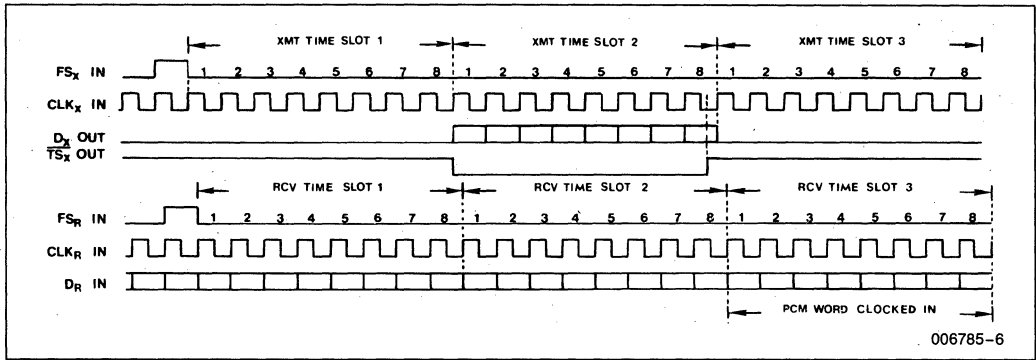 XMT TIME SLOT 1 XMT TIME SLOT 2 XMT TIME SLOT 3
FSX IN 1 2 3 4 5 6 7 8 1 2 3 4 5 6 7 8 1 2 3 4 5 6 7 8
CLKX IN
DX OUT
TSX OUT
RCV TIME SLOT 1 RCV TIME SLOT 2 RCV TIME SLOT 3
FSR IN 1 2 3 4 5 6 7 8 1 2 3 4 5 6 7 8 1 2 3 4 5 6 7 8
CLKR IN
DR IN
PCM WORD CLOCKED IN
006785-6